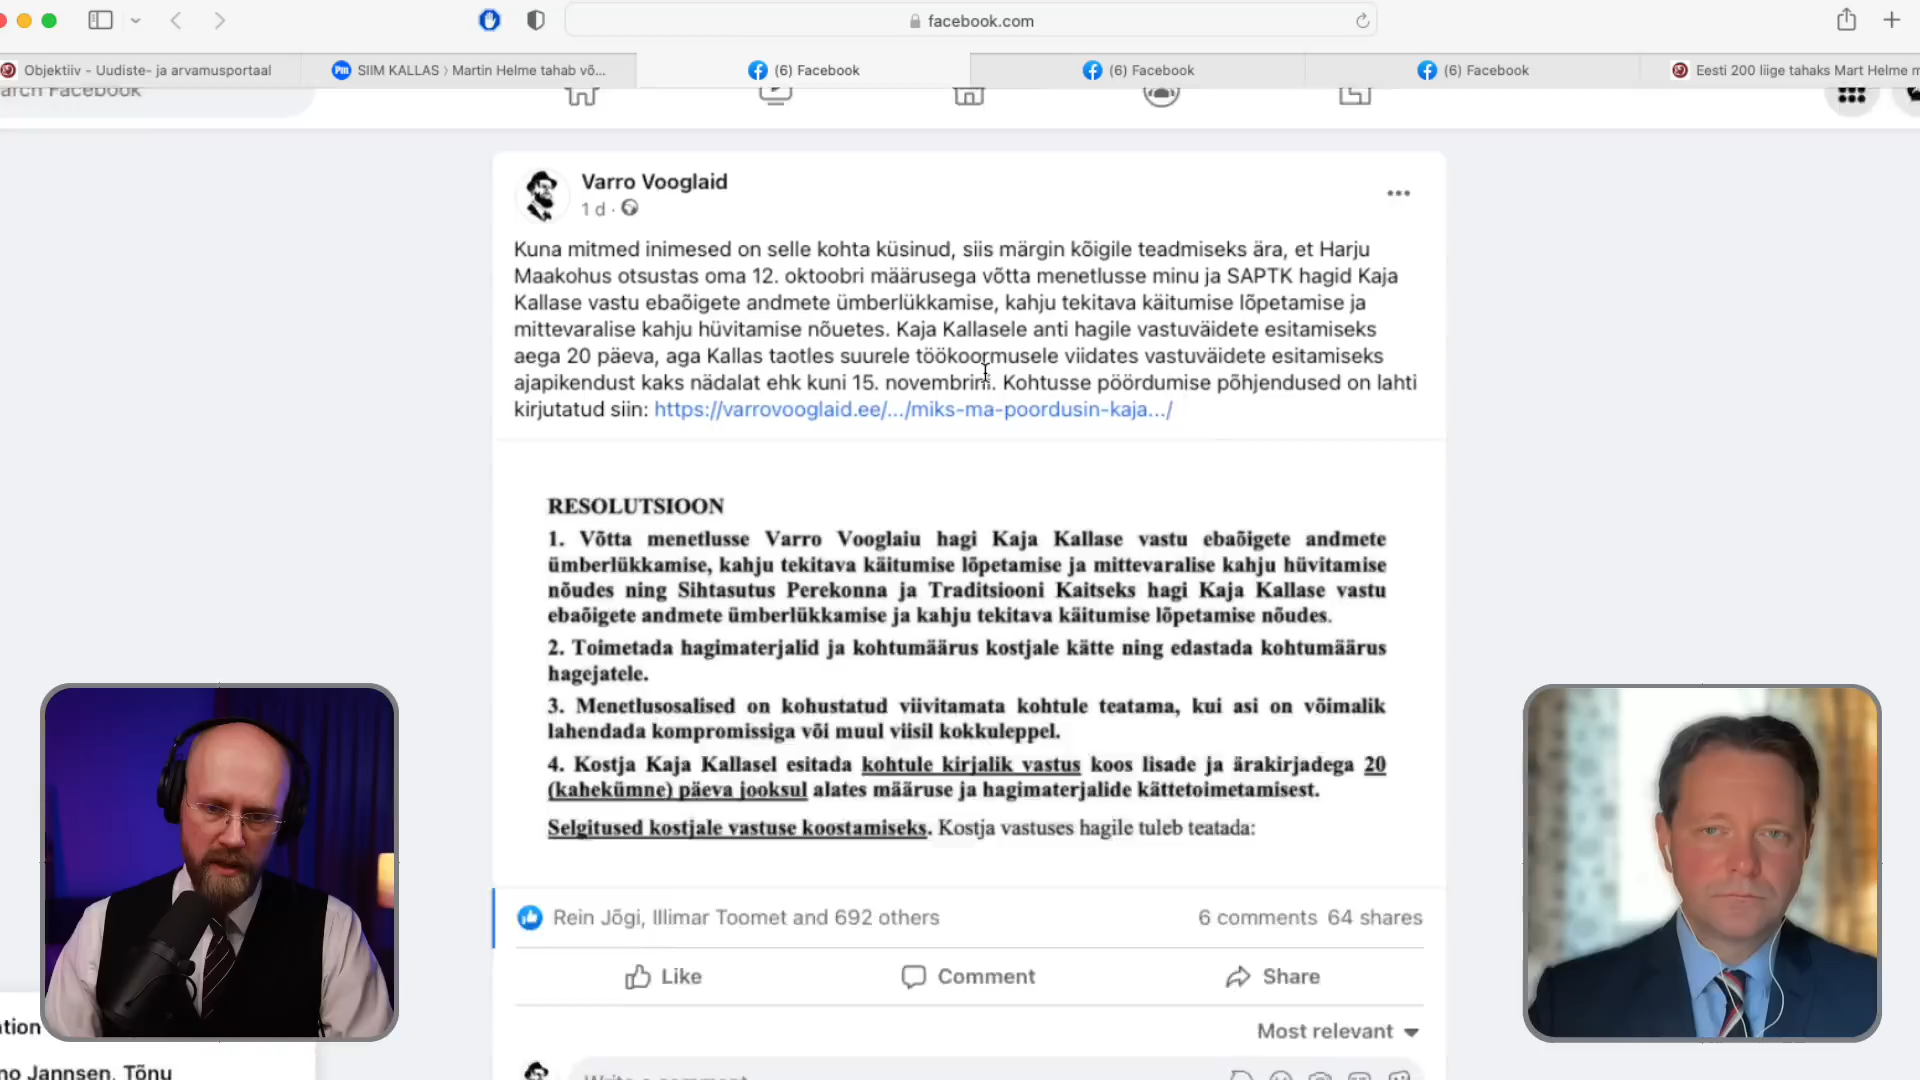 facebook.com
Objektiiv - Uudiste- ja arvamusportaal
Pm SIIM KALLAS ⟩ Martin Helme tahab võ...
(6) Facebook
(6) Facebook
(6) Facebook
Eesti 200 liige tahaks Mart Helme
Facebook
Varro Vooglaid
1 d ·
Kuna mitmed inimesed on selle kohta küsinud, siis märgin kõigile teadmiseks ära, et Harju
Maakohus otsustas oma 12. oktoobri määrusega võtta menetlusse minu ja SAPTK hagid Kaja
Kallase vastu ebaõigete andmete ümberlükkamise, kahju tekitava käitumise lõpetamise ja
mittevaralise kahju hüvitamise nõuetes. Kaja Kallasele anti hagile vastuväidete esitamiseks
aega 20 päeva, aga Kallas taotles suurele töökoormusele viidates vastuväidete esitamiseks
ajapikendust kaks nädalat ehk kuni 15. novembrini. Kohtusse pöördumise põhjendused on lahti
kirjutatud siin: https://varrovooglaid.ee/.../miks-ma-poordusin-kaja.../
RESOLUTSIOON
1. Võtta menetlusse Varro Vooglaiu hagi Kaja Kallase vastu ebaõigete andmete
ümberlükkamise, kahju tekitava käitumise lõpetamise ja mittevaralise kahju hüvitamise
nõudes ning Sihtasutus Perekonna ja Traditsiooni Kaitseks hagi Kaja Kallase vastu
ebaõigete andmete ümberlükkamise ja kahju tekitava käitumise lõpetamise nõudes.
2. Toimetada hagimaterjalid ja kohtumäärus kostjale kätte ning edastada kohtumäärus
hagejatele.
3. Menetlusosalised on kohustatud viivitamata kohtule teatama, kui asi on võimalik
lahendada kompromissiga või muul viisil kokkuleppel.
4. Kostja Kaja Kallasel esitada kohtule kirjalik vastus koos lisade ja ärakirjadega 20
(kahekümne) päeva jooksul alates määruse ja hagimaterjalide kättetoimetamisest.
Selgitused kostjale vastuse koostamiseks. Kostja vastuses hagile tuleb teatada:
Rein Jõgi, Illimar Toomet and 692 others
6 comments 64 shares
Like
Comment
Share
Most relevant
Write a comment
Jannsen, Tõnu